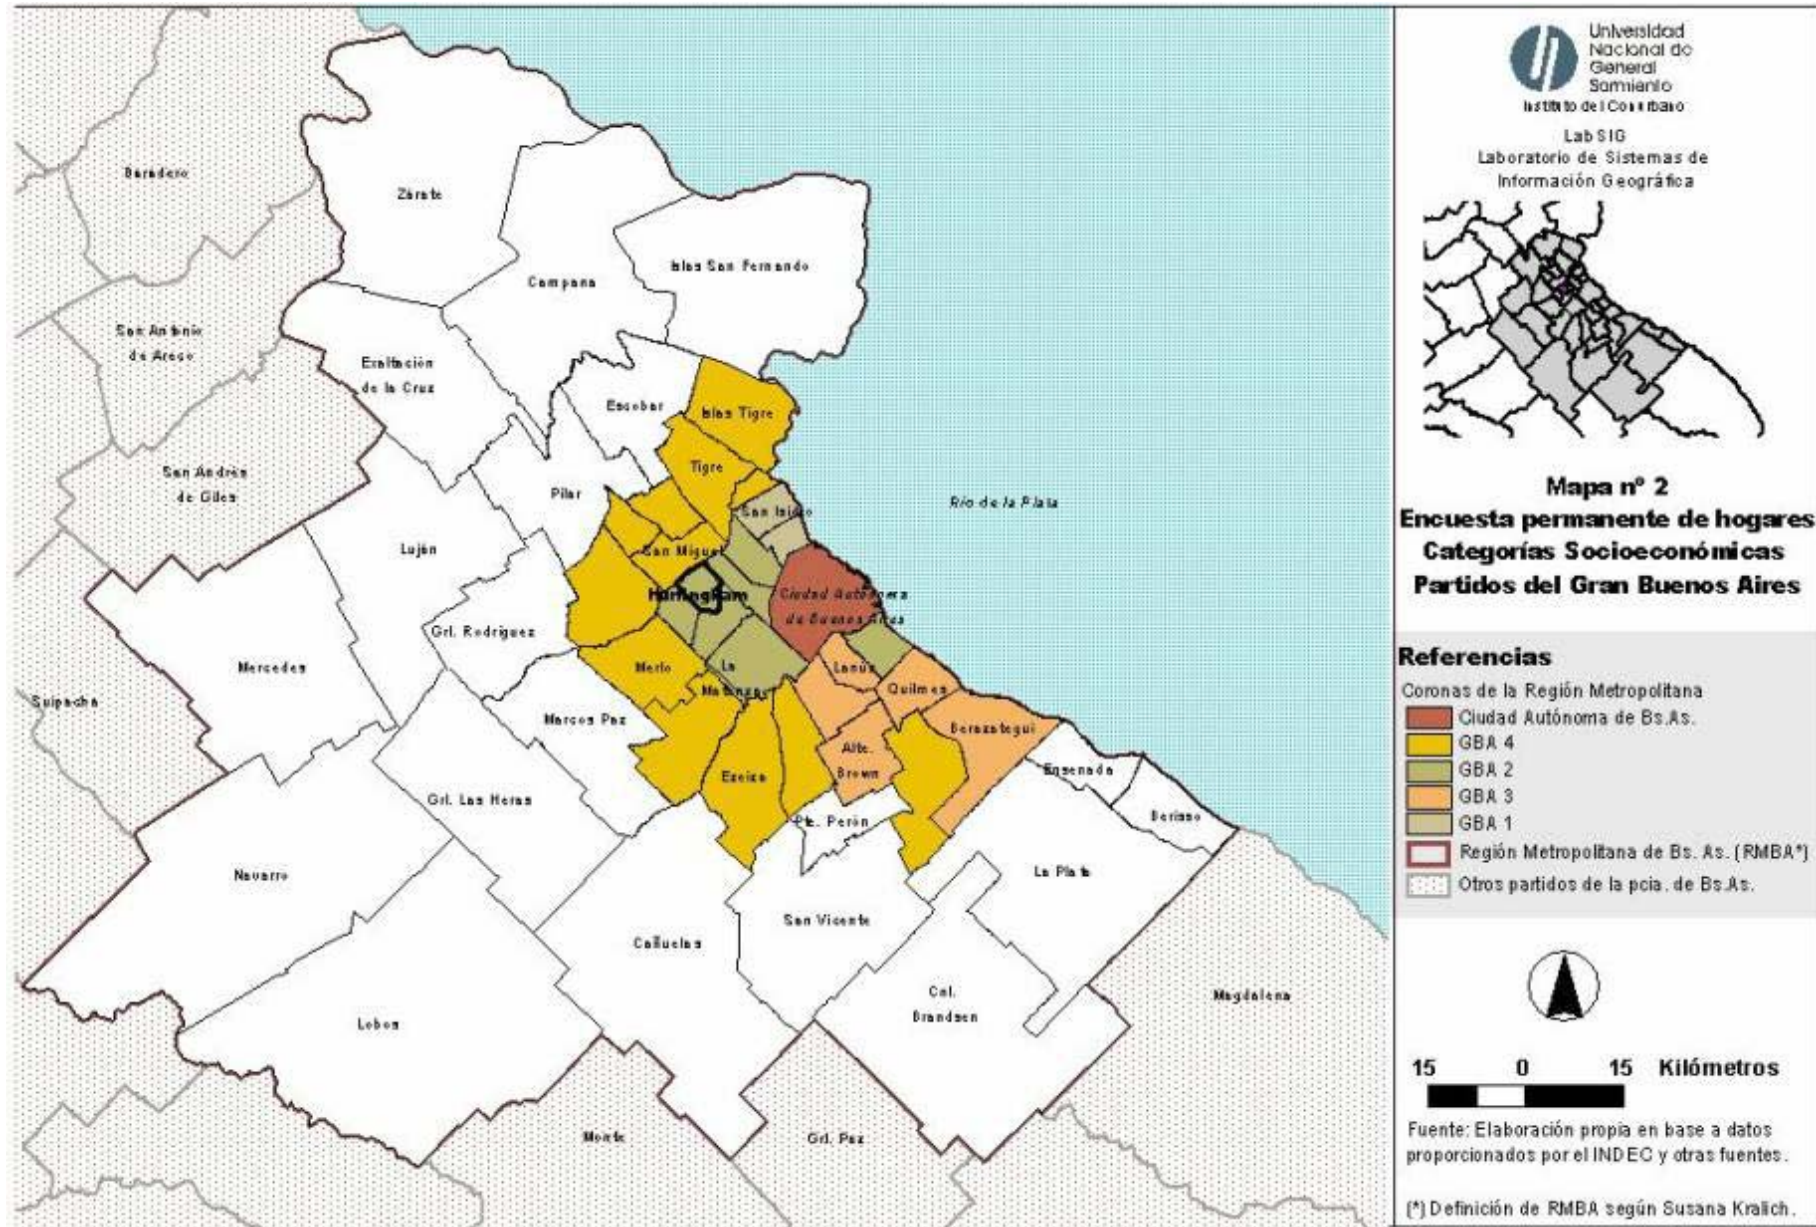 Baradero
Zárate
Islas San Fernando
Campana
San Antonio
de Areco
Exaltación
de la Cruz
Escobar
Islas Tigre
San Andrés
de Giles
Tigre
Pilar
Río de la Plata
San Isidro
Luján
San Miguel
Hurlingham
Ciudad Autónoma
de Buenos Aires
Grl. Rodríguez
Mercedes
Merlo
La
Matanza
Lanús
Quilmes
Suipacha
Marcos Paz
Berazategui
Alte.
Brown
Ezeiza
Ensenada
Grl. Las Heras
Pte. Perón
Berisso
Navarro
La Plata
San Vicente
Cañuelas
Magdalena
Cnl.
Brandsen
Lobos
Monte
Grl. Paz
Universidad
Nacional de
General
Sarmiento
Instituto del Conurbano
LabSIG
Laboratorio de Sistemas de
Información Geográfica
Mapa nº 2
Encuesta permanente de hogares
Categorías Socioeconómicas
Partidos del Gran Buenos Aires
Referencias
Coronas de la Región Metropolitana
Ciudad Autónoma de Bs.As.
GBA 4
GBA 2
GBA 3
GBA 1
Región Metropolitana de Bs. As. (RMBA*)
Otros partidos de la pcia. de Bs.As.
15 0 15 Kilómetros
Fuente: Elaboración propia en base a datos
proporcionados por el INDEC y otras fuentes.
(*) Definición de RMBA según Susana Kralich.